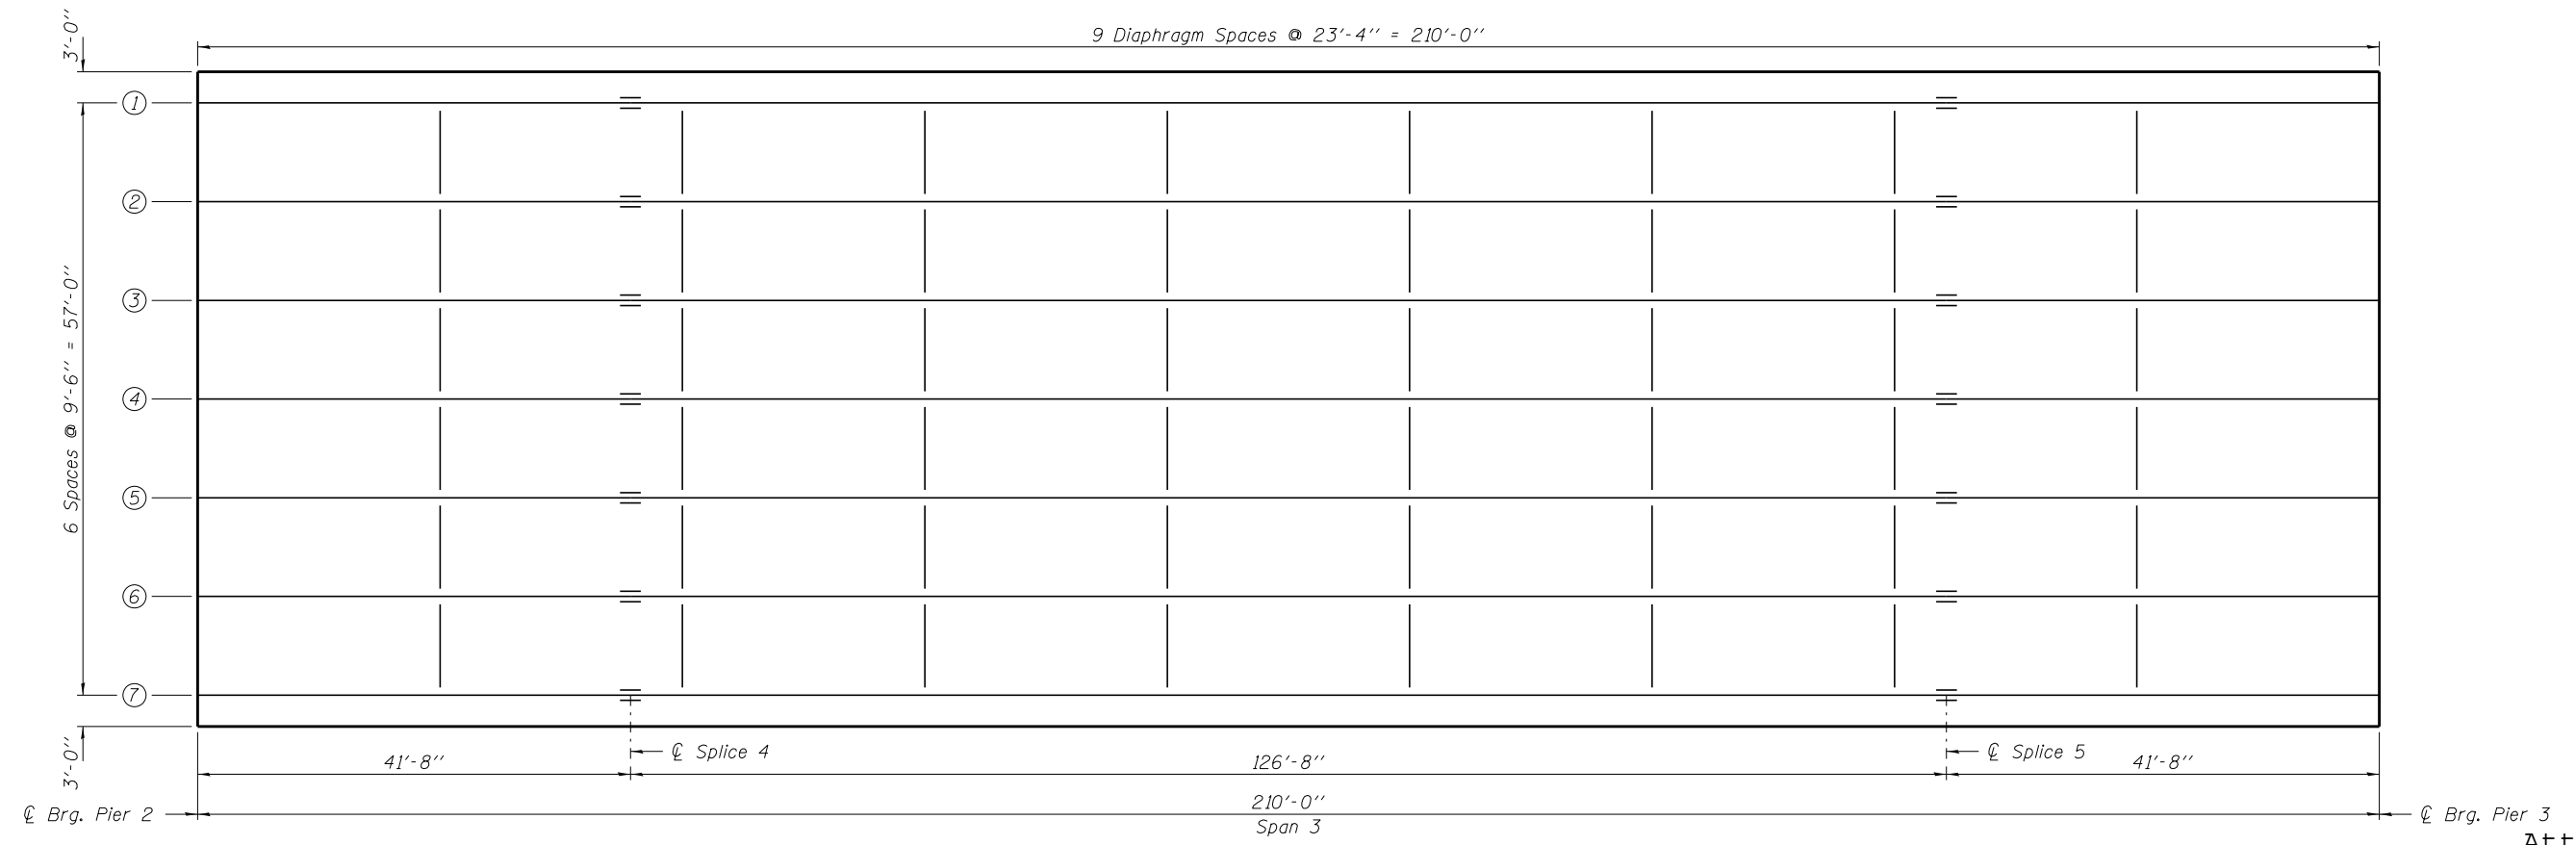 9 Diaphragm Spaces @ 23'-4'' = 210'-0''
3'-0''
1
2
3
4
5
6
7
6 Spaces @ 9'-6'' = 57'-0''
3'-0''
℄ Splice 4
℄ Splice 5
41'-8''
126'-8''
41'-8''
210'-0''
℄ Brg. Pier 2
℄ Brg. Pier 3
Span 3